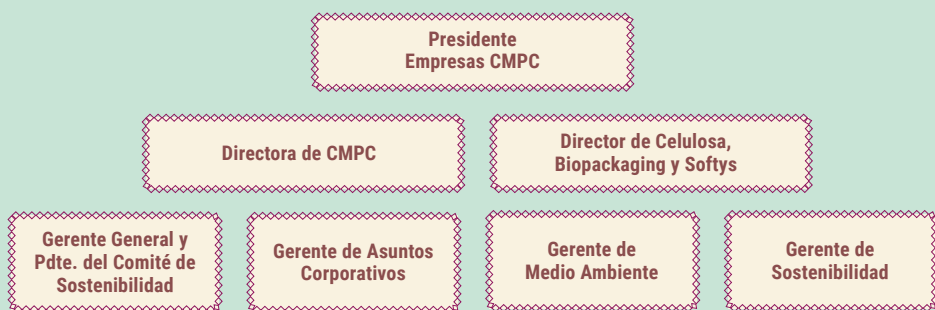 Presidente
Empresas CMPC
Directora de CMPC
Director de Celulosa,
Biopackaging y Softys
Gerente General y
Pdte. del Comité de
Sostenibilidad
Gerente de Asuntos
Corporativos
Gerente de
Medio Ambiente
Gerente de
Sostenibilidad